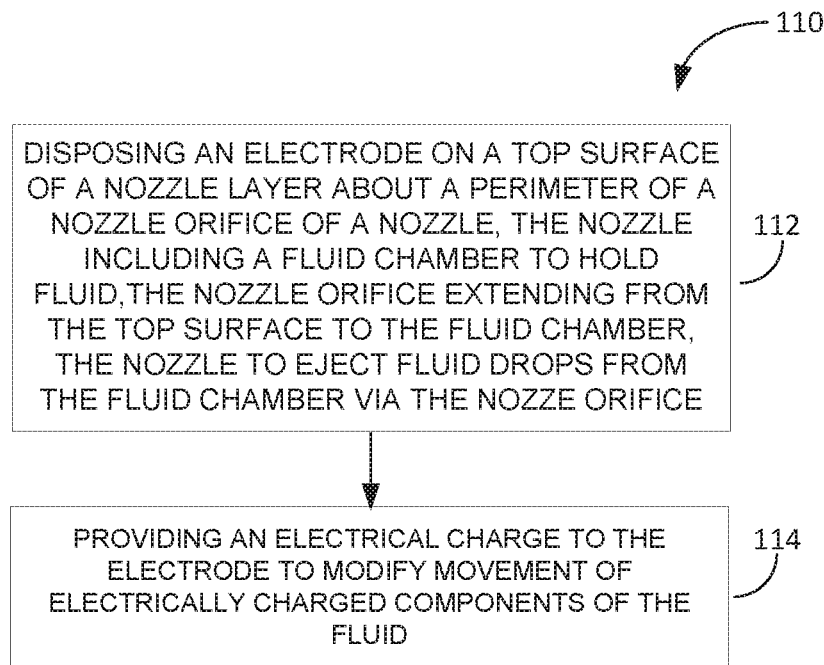 110
DISPOSING AN ELECTRODE ON A TOP SURFACE
OF A NOZZLE LAYER ABOUT A PERIMETER OF A
NOZZLE ORIFICE OF A NOZZLE, THE NOZZLE
INCLUDING A FLUID CHAMBER TO HOLD
FLUID,THE NOZZLE ORIFICE EXTENDING FROM
THE TOP SURFACE TO THE FLUID CHAMBER,
THE NOZZLE TO EJECT FLUID DROPS FROM
THE FLUID CHAMBER VIA THE NOZZE ORIFICE
112
PROVIDING AN ELECTRICAL CHARGE TO THE
ELECTRODE TO MODIFY MOVEMENT OF
ELECTRICALLY CHARGED COMPONENTS OF THE
FLUID
114